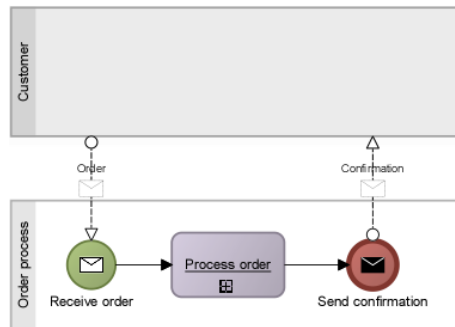 Customer
Order
Confirmation
Order process
Process order
Receive order
Send confirmation